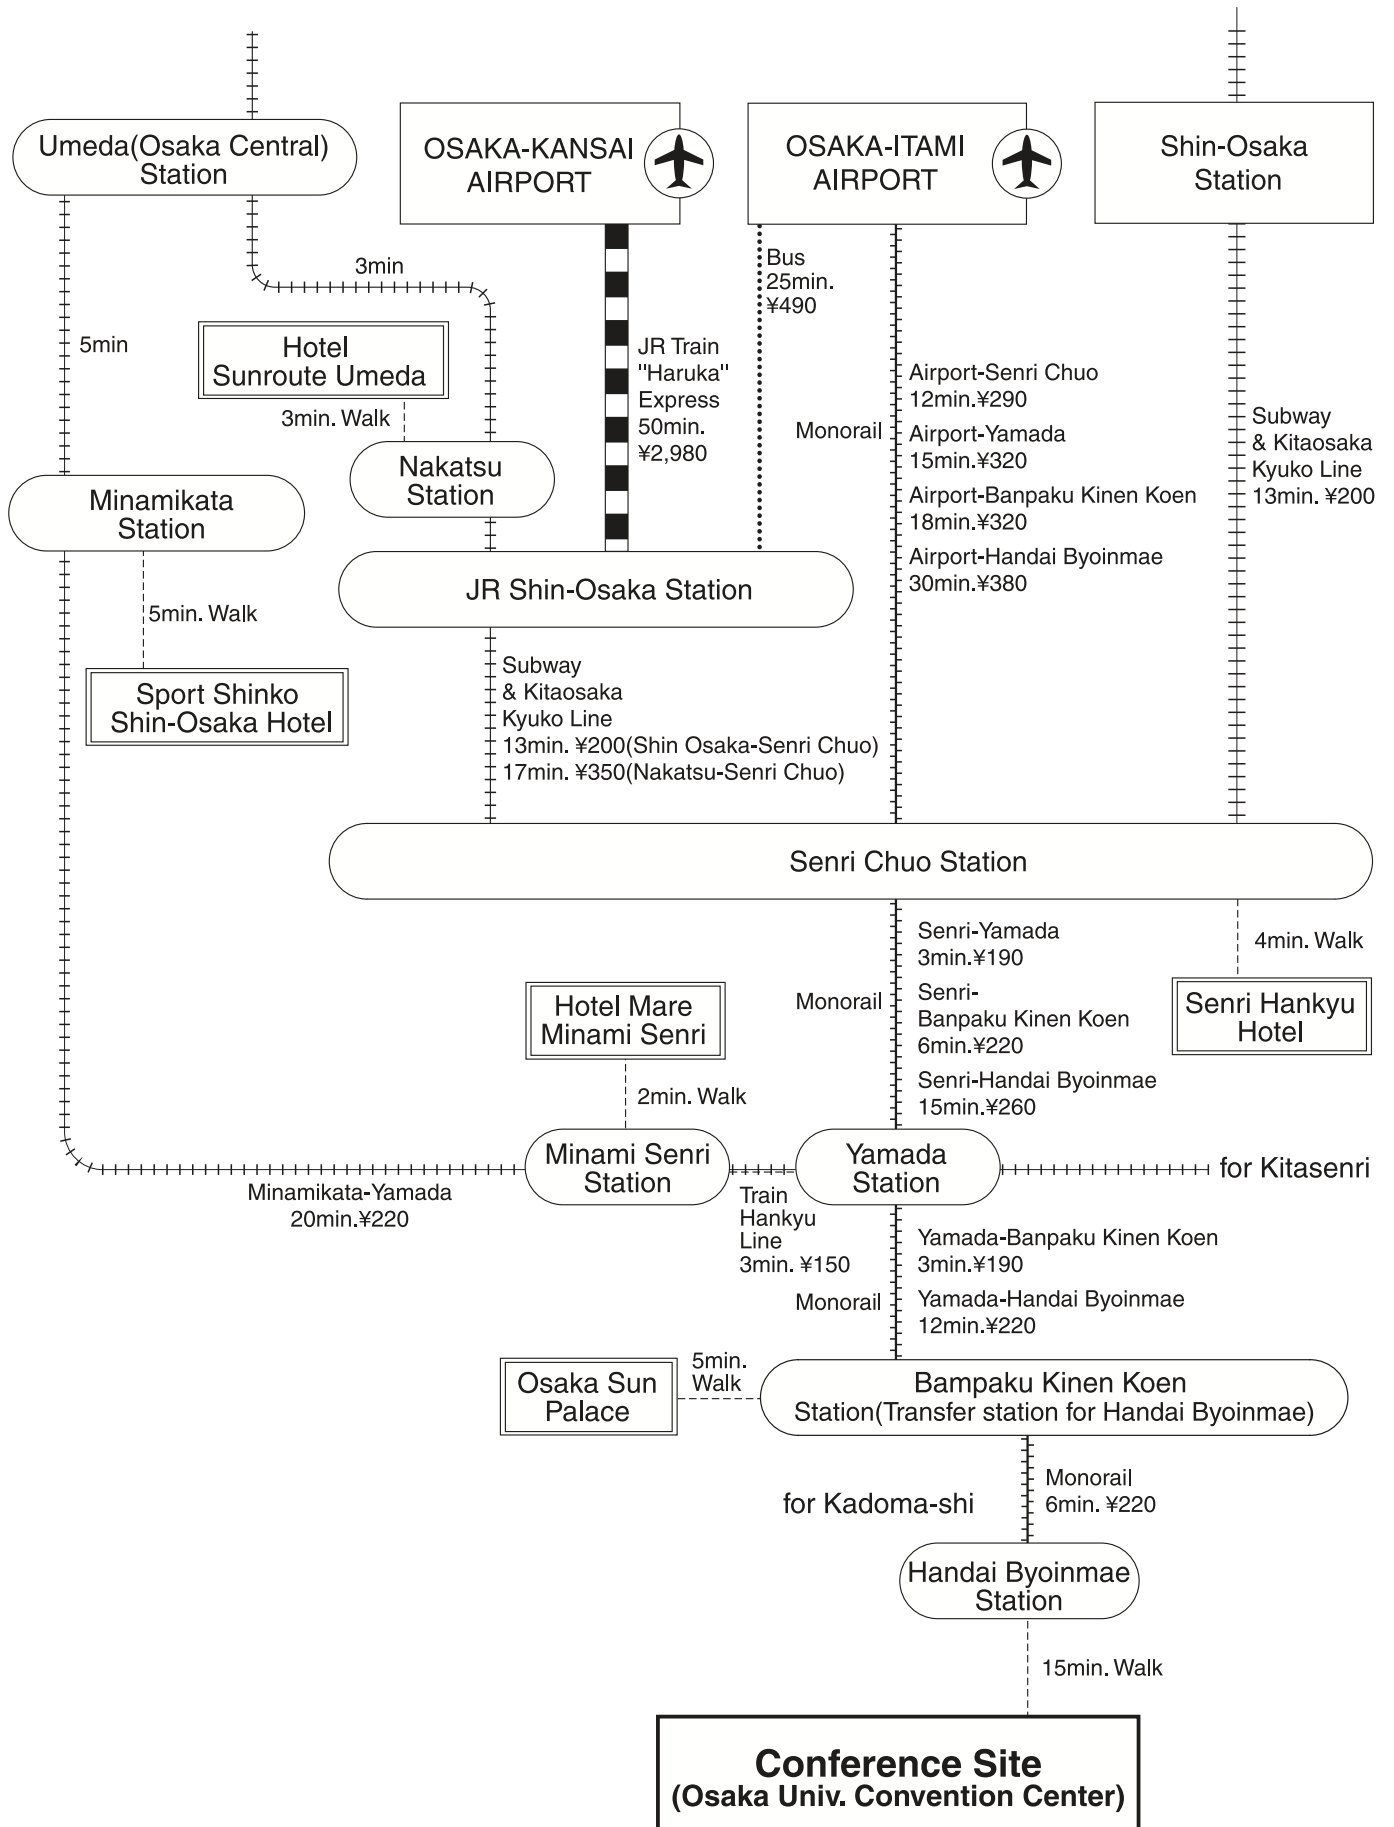 Umeda(Osaka Central)
Station
OSAKA-KANSAI
AIRPORT
OSAKA-ITAMI
AIRPORT
Shin-Osaka
Station
3min
Bus
25min.
¥490
5min
Hotel
Sunroute Umeda
3min. Walk
JR Train
"Haruka"
Express
50min.
¥2,980
Monorail
Airport-Senri Chuo
12min.¥290
Airport-Yamada
15min.¥320
Airport-Banpaku Kinen Koen
18min.¥320
Airport-Handai Byoinmae
30min.¥380
Subway
& Kitaosaka
Kyuko Line
13min. ¥200
Nakatsu
Station
Minamikata
Station
JR Shin-Osaka Station
5min. Walk
Sport Shinko
Shin-Osaka Hotel
Subway
& Kitaosaka
Kyuko Line
13min. ¥200(Shin Osaka-Senri Chuo)
17min. ¥350(Nakatsu-Senri Chuo)
Senri Chuo Station
Senri-Yamada
3min.¥190
Senri-
Banpaku Kinen Koen
6min.¥220
Senri-Handai Byoinmae
15min.¥260
Monorail
4min. Walk
Senri Hankyu
Hotel
Hotel Mare
Minami Senri
2min. Walk
Minami Senri
Station
Yamada
Station
for Kitasenri
Minamikata-Yamada
20min.¥220
Train
Hankyu
Line
3min. ¥150
Yamada-Banpaku Kinen Koen
3min.¥190
Monorail
Yamada-Handai Byoinmae
12min.¥220
Osaka Sun
Palace
5min.
Walk
Bampaku Kinen Koen
Station(Transfer station for Handai Byoinmae)
for Kadoma-shi
Monorail
6min. ¥220
Handai Byoinmae
Station
15min. Walk
Conference Site
(Osaka Univ. Convention Center)